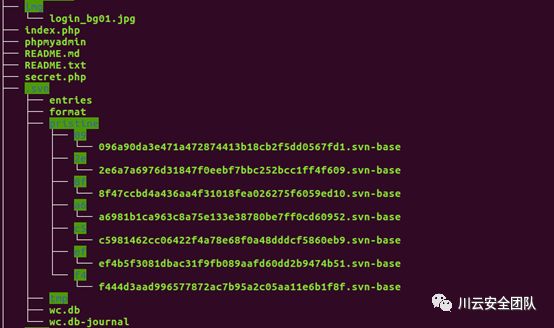 img
login_bg01.jpg
index.php
phpmyadmin
README.md
README.txt
secret.php
.svn
entries
format
pristine
09
096a90da3e471a472874413b18cb2f5dd0567fd1.svn-base
2e
2e6a7a6976d31847f0eebf7bbc252bcc1ff4f609.svn-base
8f
8f47ccbd4a436aa4f31018fea026275f6059ed10.svn-base
a6
a6981b1ca963c8a75e133e38780be7ff0cd60952.svn-base
c5
c5981462cc06422f4a78e68f0a48dddcf5860eb9.svn-base
ef
ef4b5f3081dbac31f9fb089aafd60dd2b9474b51.svn-base
f4
f444d3aad996577872ac7b95a2c05aa11e6b1f8f.svn-base
tmp
wc.db
wc.db-journal
川云安全团队